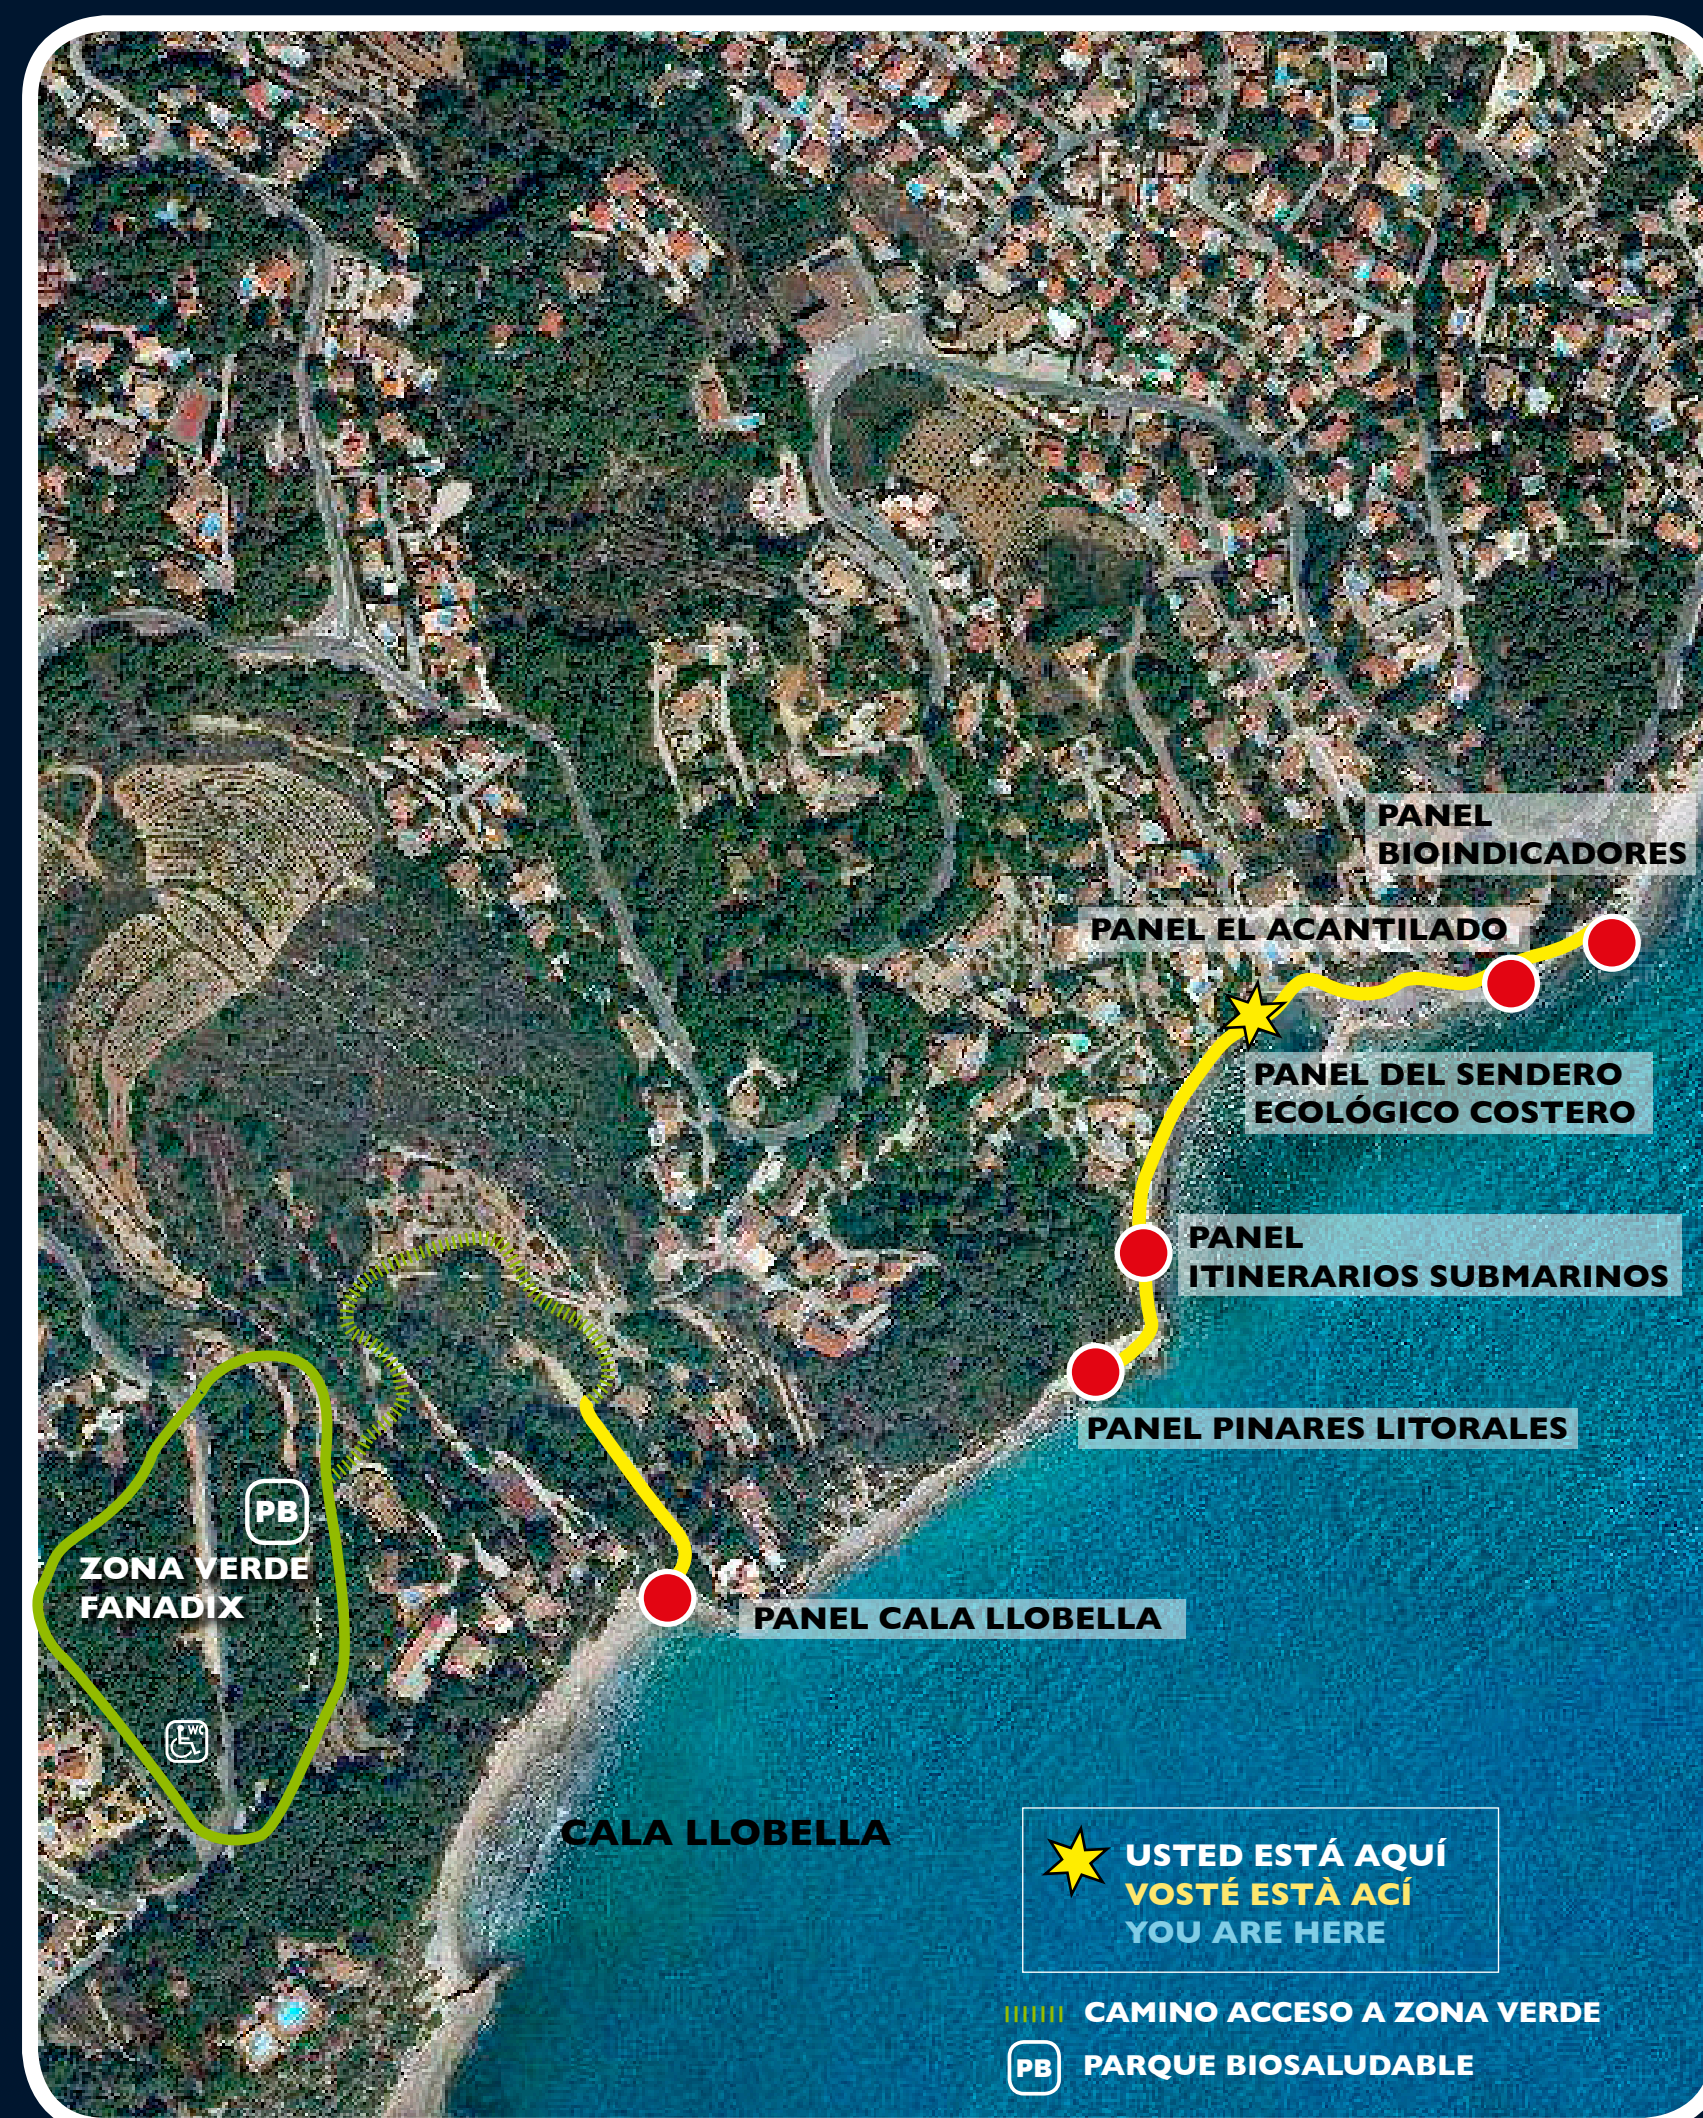 PANEL
BIOINDICADORES
PANEL EL ACANTILADO
PANEL DEL SENDERO
ECOLÓGICO COSTERO
PANEL
ITINERARIOS SUBMARINOS
PANEL PINARES LITORALES
PB
ZONA VERDE
FANADIX
PANEL CALA LLOBELLA
WC
CALA LLOBELLA
USTED ESTÁ AQUÍ
VOSTÉ ESTÀ ACÍ
YOU ARE HERE
CAMINO ACCESO A ZONA VERDE
PB
PARQUE BIOSALUDABLE